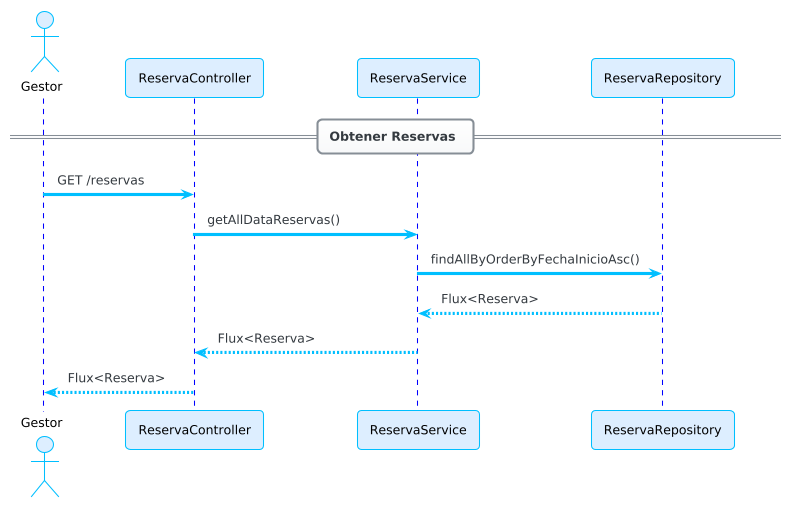 Gestor
ReservaController
ReservaService
ReservaRepository
Obtener Reservas
GET /reservas
getAllDataReservas()
findAllByOrderByFechaInicioAsc()
Flux<Reserva>
Flux<Reserva>
Flux<Reserva>
Gestor
ReservaController
ReservaService
ReservaRepository